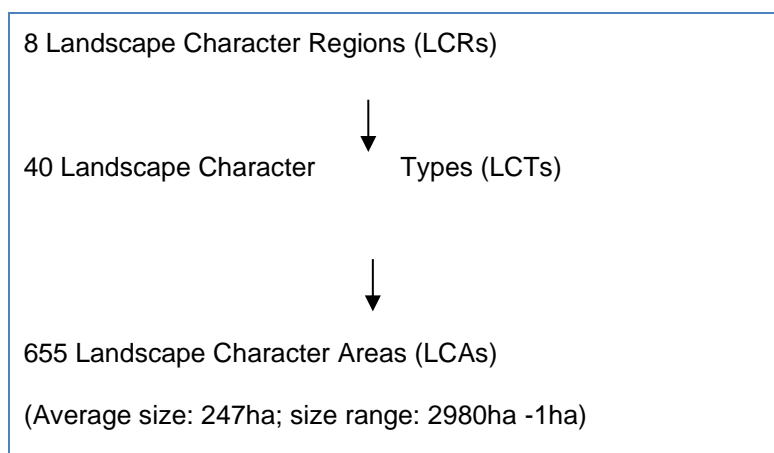 8 Landscape Character Regions (LCRs)
40 Landscape Character Types (LCTs)
655 Landscape Character Areas (LCAs)
(Average size: 247ha; size range: 2980ha -1ha)